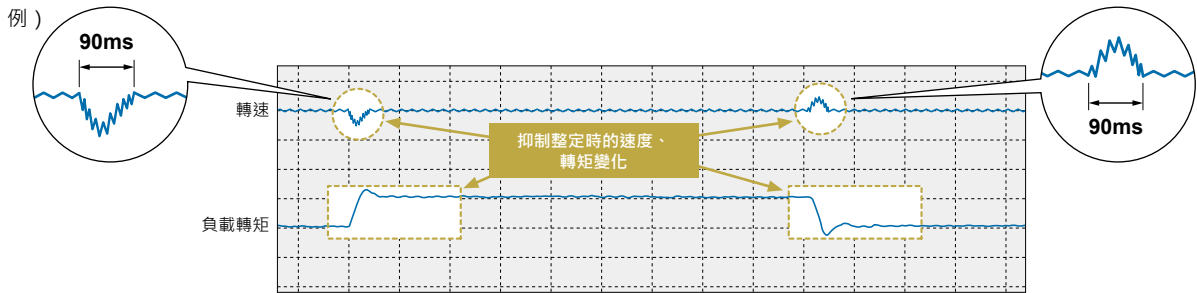 例）
90ms
轉速
抑制整定時的速度、
轉矩變化
90ms
負載轉矩